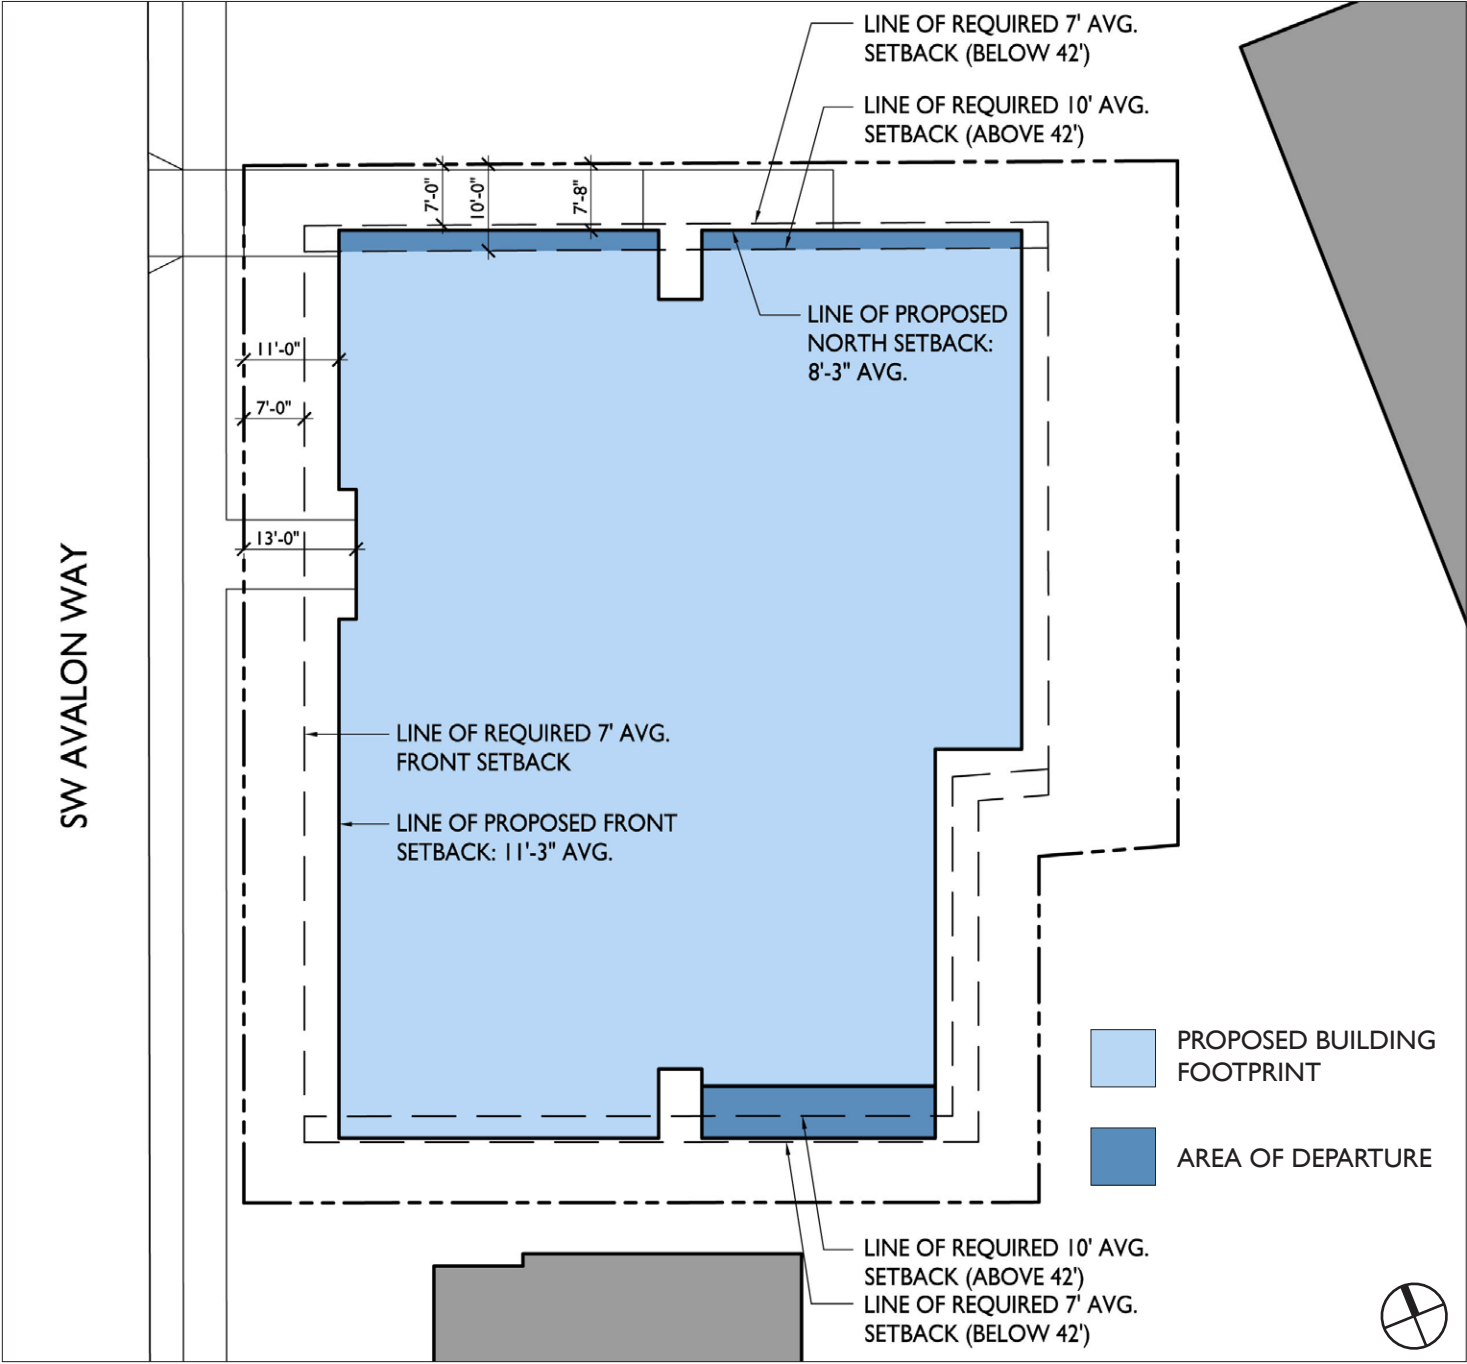 LINE OF REQUIRED 7' AVG.
SETBACK (BELOW 42')
LINE OF REQUIRED 10' AVG.
SETBACK (ABOVE 42')
7'-0"
10'-0"
7'-8"
LINE OF PROPOSED
NORTH SETBACK:
8'-3" AVG.
11'-0"
7'-0"
13'-0"
SW AVALON WAY
LINE OF REQUIRED 7' AVG.
FRONT SETBACK
LINE OF PROPOSED FRONT
SETBACK: 11'-3" AVG.
PROPOSED BUILDING
FOOTPRINT
AREA OF DEPARTURE
LINE OF REQUIRED 10' AVG.
SETBACK (ABOVE 42')
LINE OF REQUIRED 7' AVG.
SETBACK (BELOW 42')